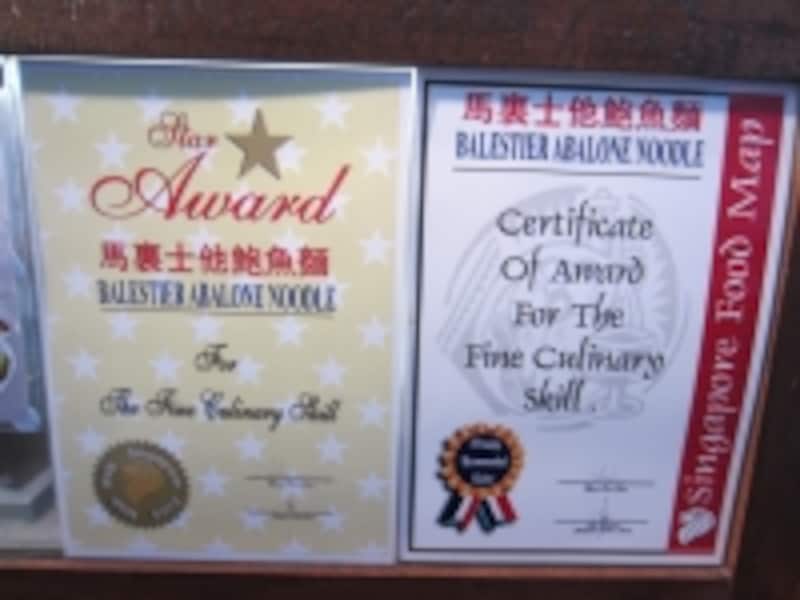 Star
Award
馬裏士他鮑魚麵
BALESTIER ABALONE NOODLE
For
The Fine Culinary Skill
馬裏士他鮑魚麵
BALESTIER ABALONE NOODLE
Certificate
Of Award
For The
Fine Culinary
Skill.
Singapore Food Map